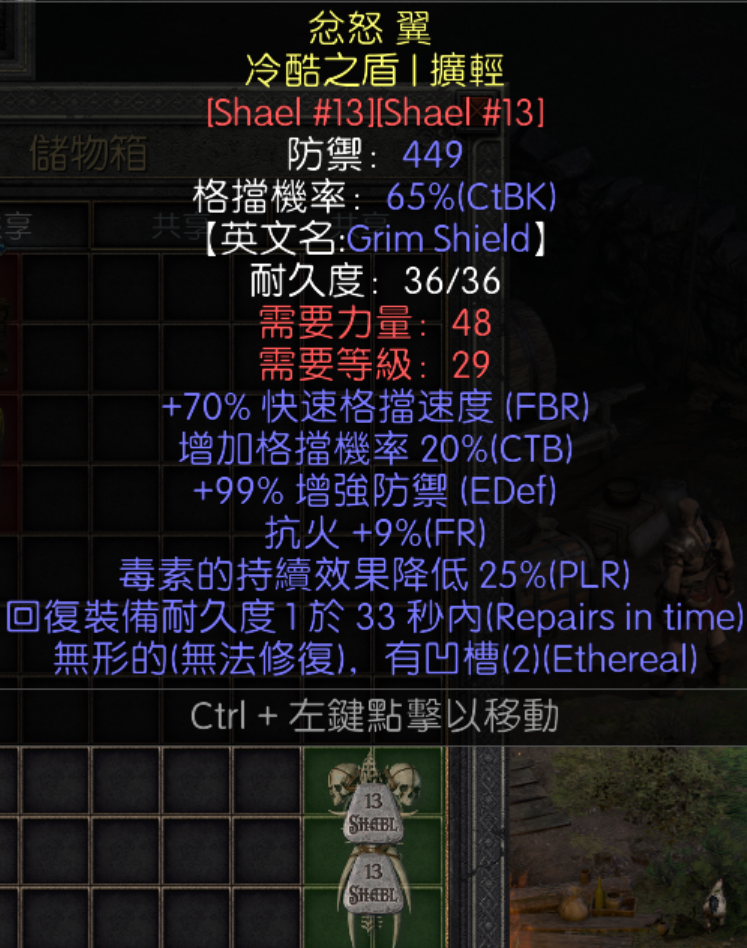 忿怒 翼
冷酷之盾 | 擴輕
[Shael #13][Shael #13]
防禦： 449
格擋機率： 65%(CtBK)
【英文名:Grim Shield】
耐久度： 36/36
需要力量： 48
需要等級： 29
+70% 快速格擋速度 (FBR)
增加格擋機率 20%(CTB)
+99% 增強防禦 (EDef)
抗火 +9%(FR)
毒素的持續效果降低 25%(PLR)
回復裝備耐久度 1 於 33 秒內(Repairs in time)
無形的(無法修復)， 有凹槽(2)(Ethereal)
Ctrl + 左鍵點擊以移動
儲物箱
享
共享
共享
13
SHAEL
13
SHAEL